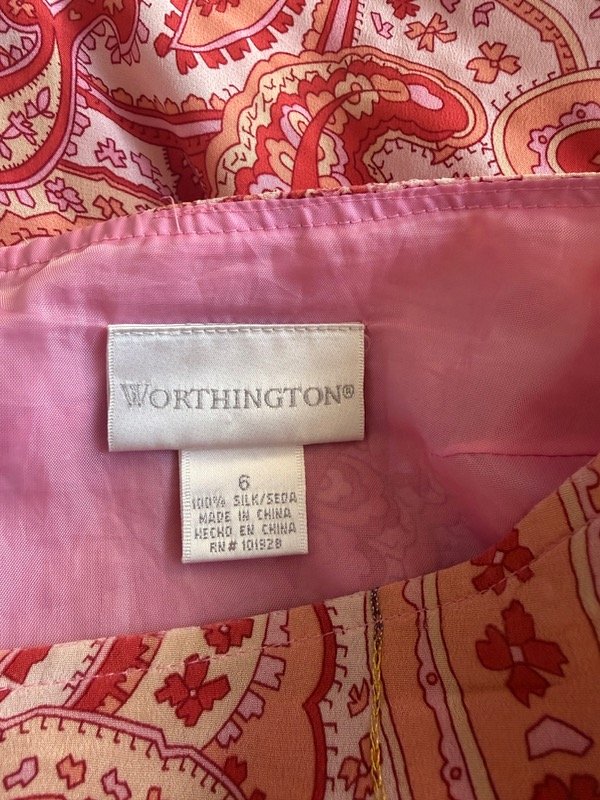 WORTHINGTON®
6
100% SILK/SEDA
MADE IN CHINA
HECHO EN CHINA
RN# 101928